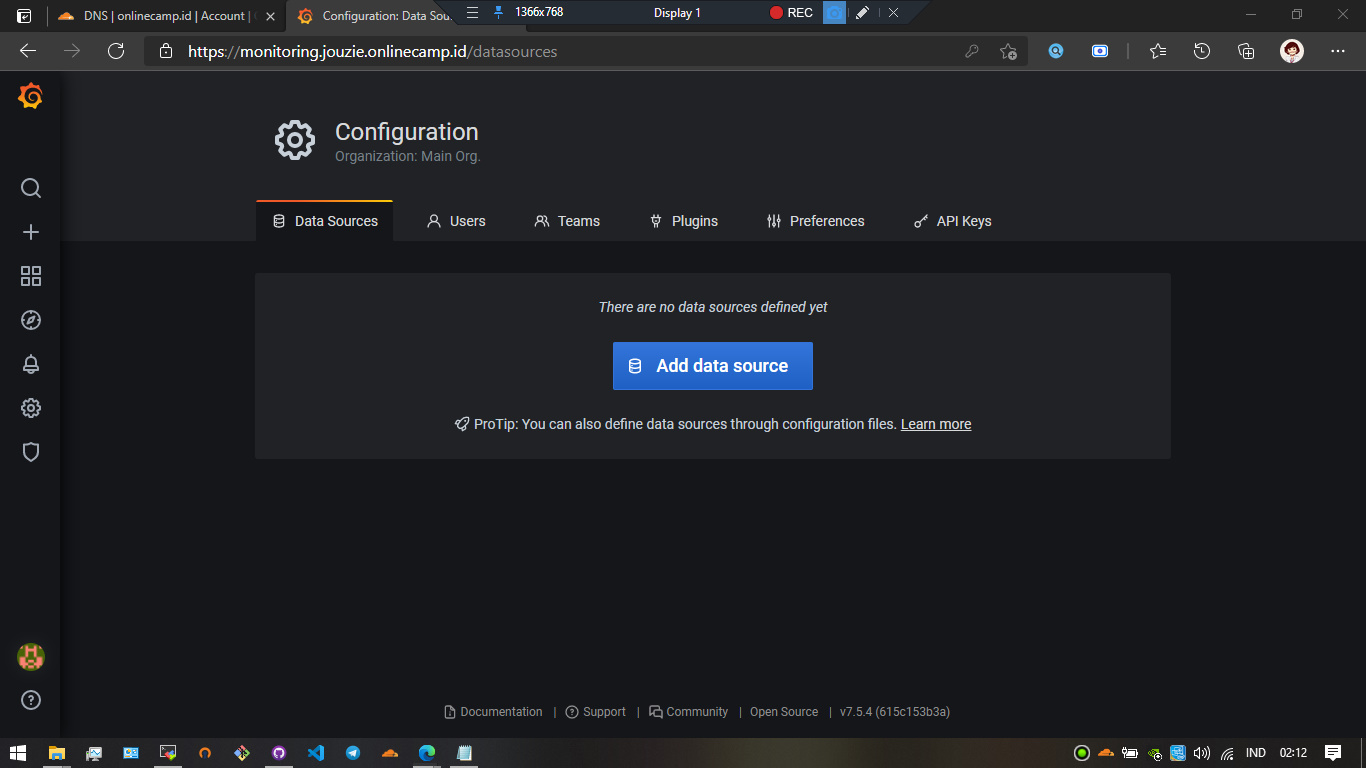 DNS | onlinecamp.id | Account |
Configuration: Data Sou
1366x768
Display 1
REC
https://monitoring.jouzie.onlinecamp.id/datasources
Configuration
Organization: Main Org.
Data Sources
Users
Teams
Plugins
Preferences
API Keys
There are no data sources defined yet
Add data source
ProTip: You can also define data sources through configuration files. Learn more
Documentation | Support | Community | Open Source | v7.5.4 (615c153b3a)
IND
02:12